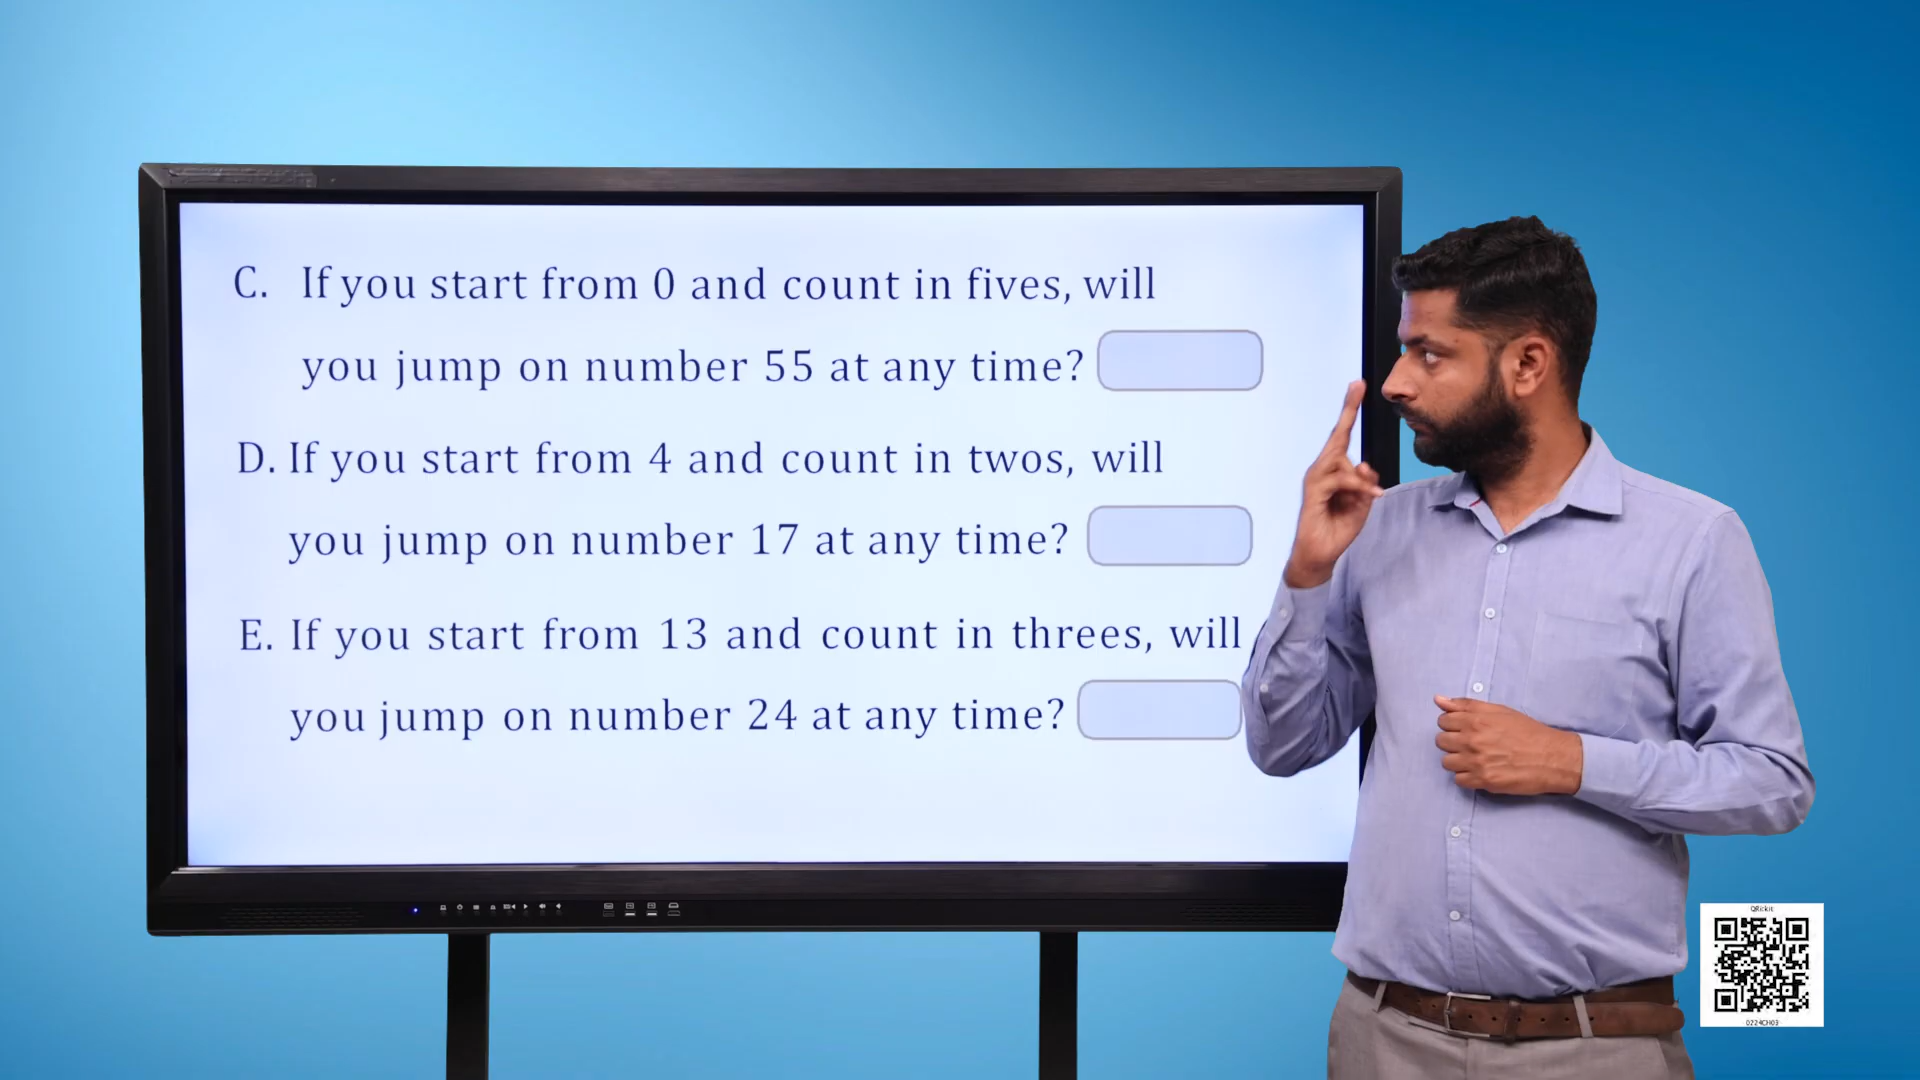 C. If you start from 0 and count in fives, will
you jump on number 55 at any time?
D. If you start from 4 and count in twos, will
you jump on number 17 at any time?
E. If you start from 13 and count in threes, will
you jump on number 24 at any time?
QRickit
0224CH03